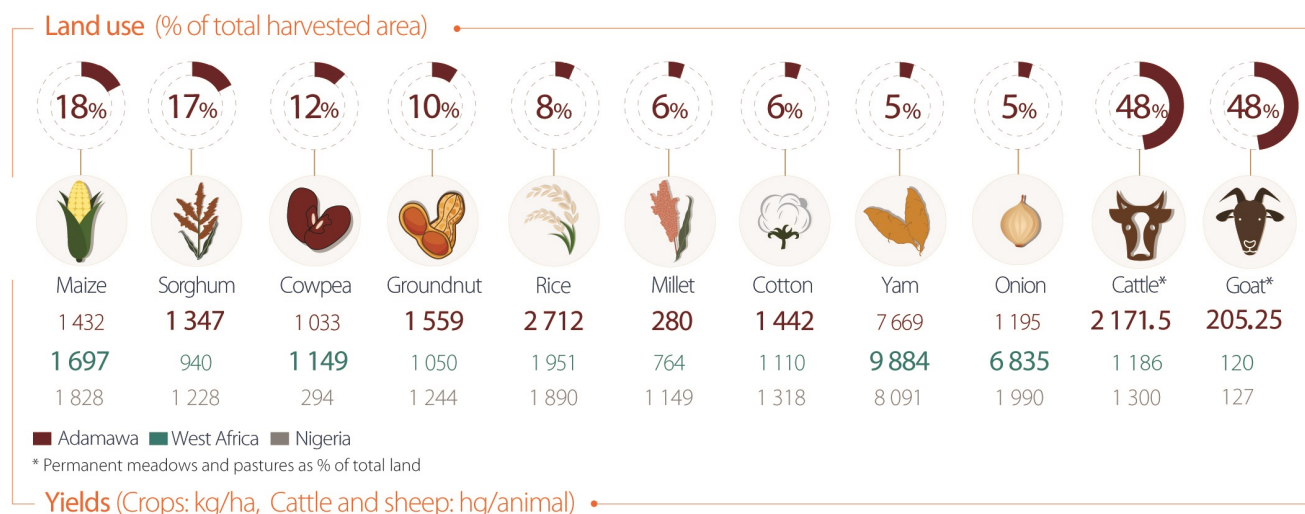 Land use (% of total harvested area)
18% 17% 12% 10% 8% 6% 6% 5% 5% 48% 48%
Maize Sorghum Cowpea Groundnut Rice Millet Cotton Yam Onion Cattle* Goat*
1 432 1 347 1 033 1 559 2 712 280 1 442 7 669 1 195 2 171.5 205.25
1 697 940 1 149 1 050 1 951 764 1 110 9 884 6 835 1 186 120
1 828 1 228 294 1 244 1 890 1 149 1 318 8 091 1 990 1 300 127
Adamawa West Africa Nigeria
* Permanent meadows and pastures as % of total land
Yields (Crops: kg/ha, Cattle and sheep: hg/animal)